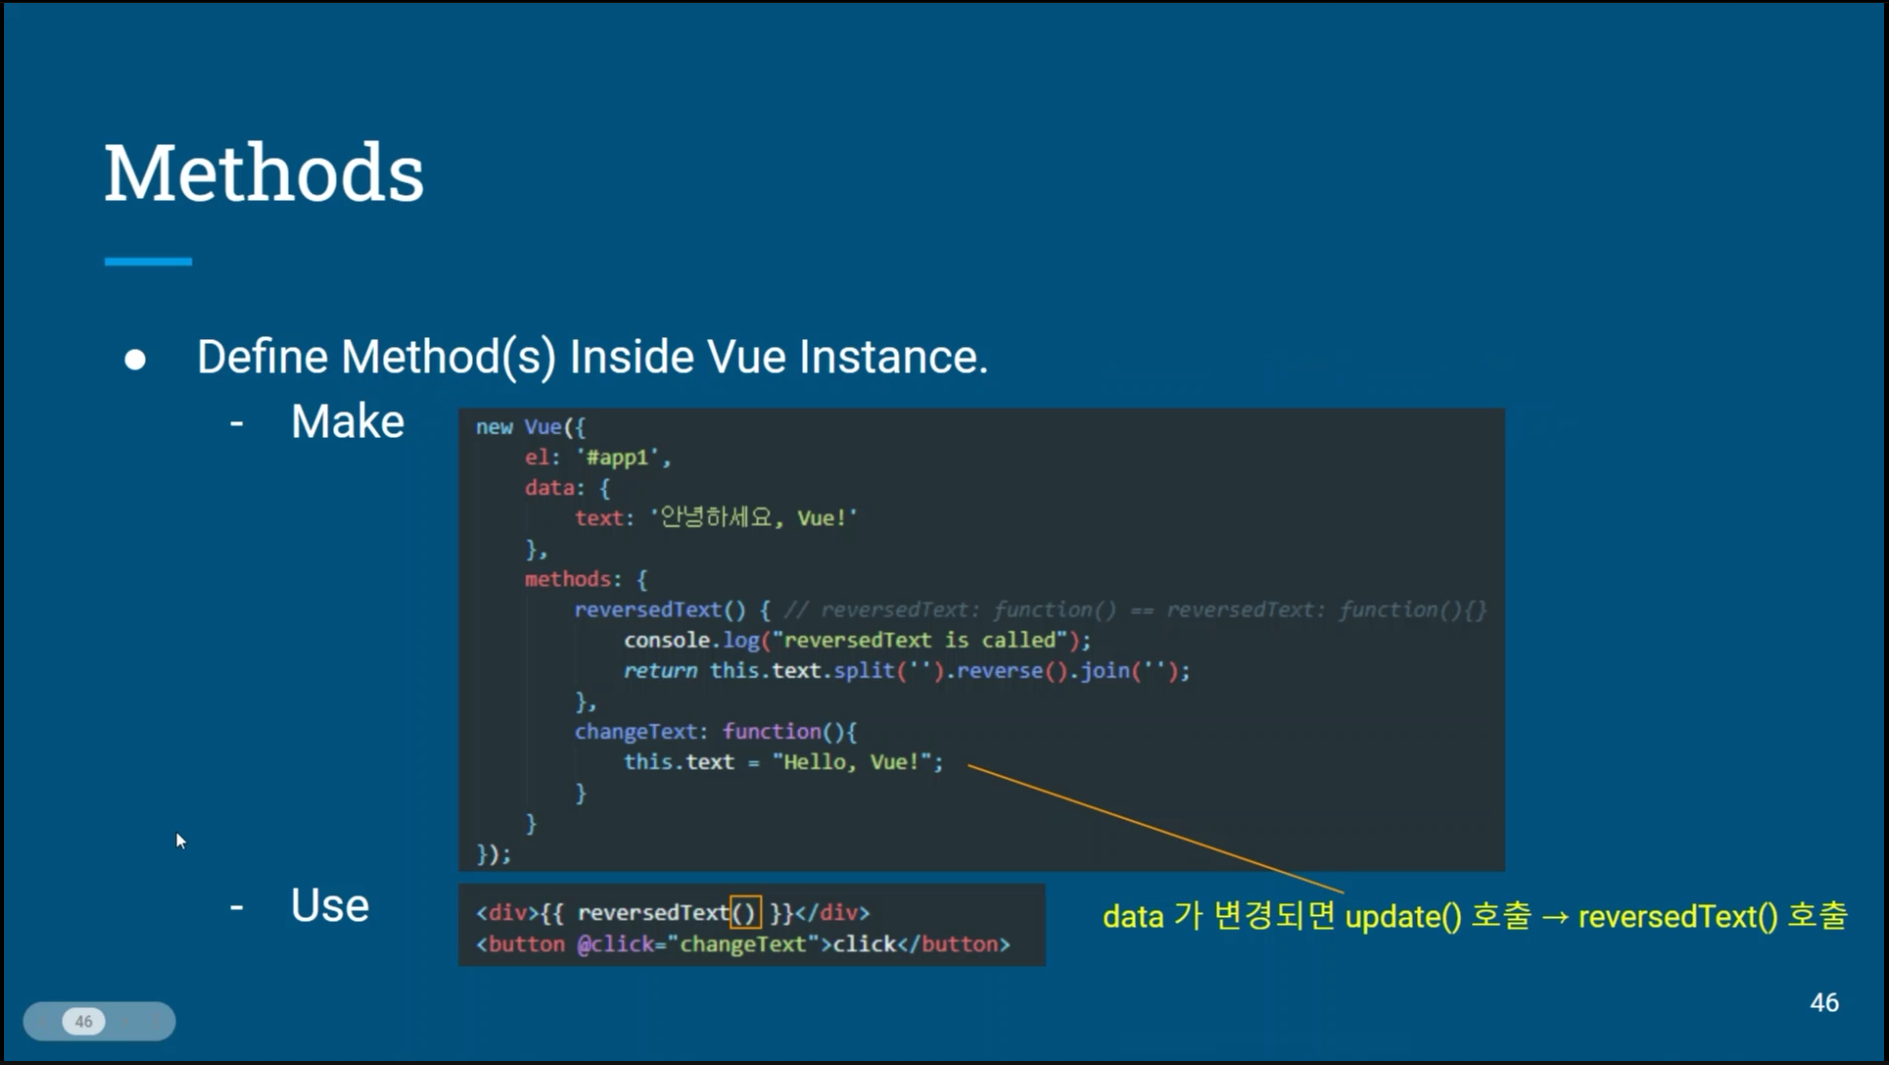 Methods
● Define Method(s) Inside Vue Instance.
- Make
new Vue({
el: '#app1',
data: {
text: '안녕하세요, Vue!'
},
methods: {
reversedText() { // reversedText: function() == reversedText: function(){}
console.log("reversedText is called");
return this.text.split('').reverse().join('');
},
changeText: function(){
this.text = "Hello, Vue!";
}
}
});
- Use
<div>{{ reversedText() }}</div>
<button @click="changeText">click</button>
data 가 변경되면 update() 호출 → reversedText() 호출
46
46